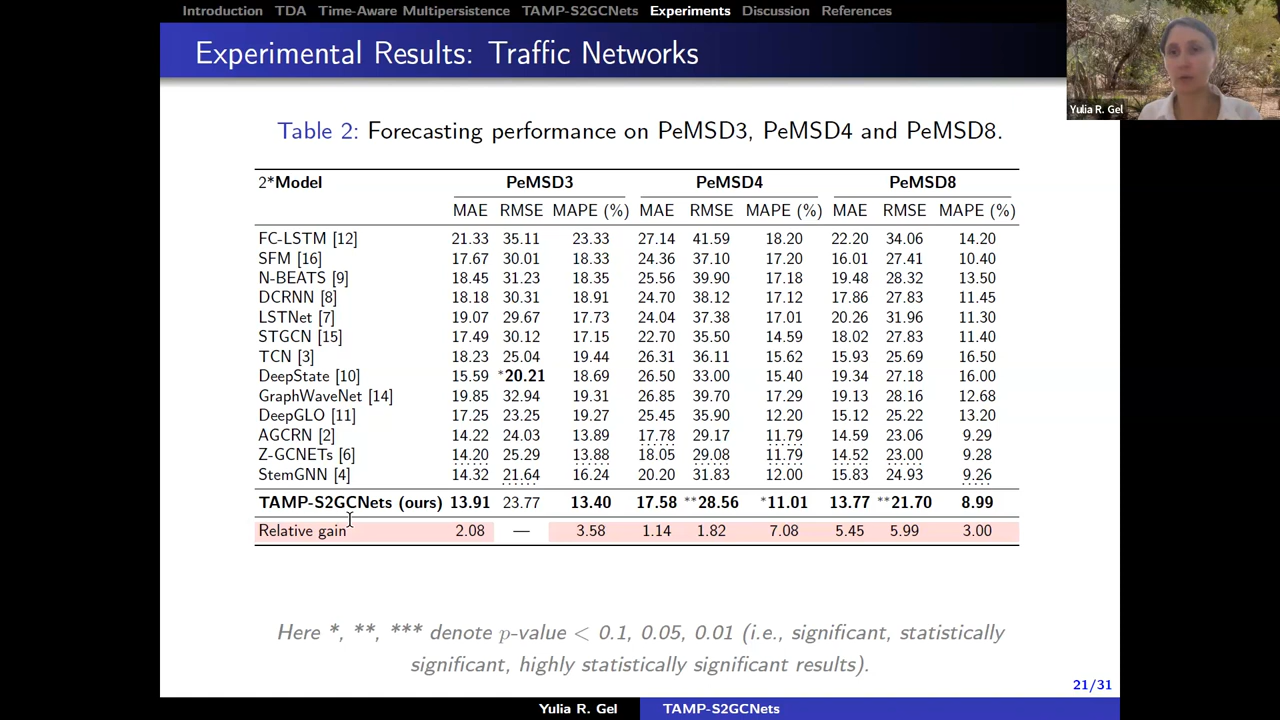 Introduction TDA Time-Aware Multipersistence TAMP-S2GCNets Experiments Discussion References
Experimental Results: Traffic Networks
Yulia R. Gel
Table 2: Forecasting performance on PeMSD3, PeMSD4 and PeMSD8.
2*Model PeMSD3 PeMSD4 PeMSD8
MAE RMSE MAPE (%) MAE RMSE MAPE (%) MAE RMSE MAPE (%)
FC-LSTM [12] 21.33 35.11 23.33 27.14 41.59 18.20 22.20 34.06 14.20
SFM [16] 17.67 30.01 18.33 24.36 37.10 17.20 16.01 27.41 10.40
N-BEATS [9] 18.45 31.23 18.35 25.56 39.90 17.18 19.48 28.32 13.50
DCRNN [8] 18.18 30.31 18.91 24.70 38.12 17.12 17.86 27.83 11.45
LSTNet [7] 19.07 29.67 17.73 24.04 37.38 17.01 20.26 31.96 11.30
STGCN [15] 17.49 30.12 17.15 22.70 35.50 14.59 18.02 27.83 11.40
TCN [3] 18.23 25.04 19.44 26.31 36.11 15.62 15.93 25.69 16.50
DeepState [10] 15.59 *20.21 18.69 26.50 33.00 15.40 19.34 27.18 16.00
GraphWaveNet [14] 19.85 32.94 19.31 26.85 39.70 17.29 19.13 28.16 12.68
DeepGLO [11] 17.25 23.25 19.27 25.45 35.90 12.20 15.12 25.22 13.20
AGCRN [2] 14.22 24.03 13.89 17.78 29.17 11.79 14.59 23.06 9.29
Z-GCNETs [6] 14.20 25.29 13.88 18.05 29.08 11.79 14.52 23.00 9.28
StemGNN [4] 14.32 21.64 16.24 20.20 31.83 12.00 15.83 24.93 9.26
TAMP-S2GCNets (ours) 13.91 23.77 13.40 17.58 **28.56 *11.01 13.77 **21.70 8.99
Relative gain 2.08 — 3.58 1.14 1.82 7.08 5.45 5.99 3.00
Here *, **, *** denote p-value < 0.1, 0.05, 0.01 (i.e., significant, statistically
significant, highly statistically significant results).
21/31
Yulia R. Gel TAMP-S2GCNets